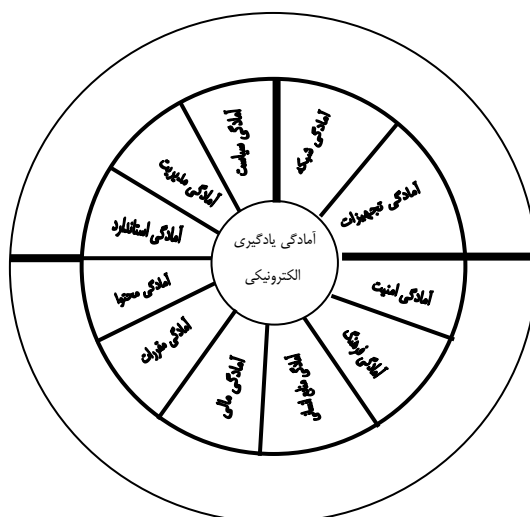 آمادگی یادگیری
الکترونیکی
آمادگی شبکه
آمادگی تجهیزات
آمادگی امنیت
آمادگی فرهنگ
آمادگی منابع انسانی
آمادگی مالی
آمادگی مقررات
آمادگی محتوا
آمادگی استاندارد
آمادگی مدیریت
آمادگی سیاست